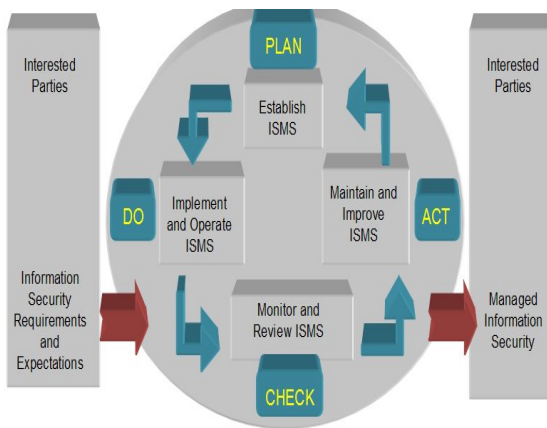 Interested
Parties
Information
Security
Requirements
and
Expectations
PLAN
Establish
ISMS
DO
Implement
and Operate
ISMS
Maintain and
Improve
ISMS
ACT
Monitor and
Review ISMS
CHECK
Interested
Parties
Managed
Information
Security